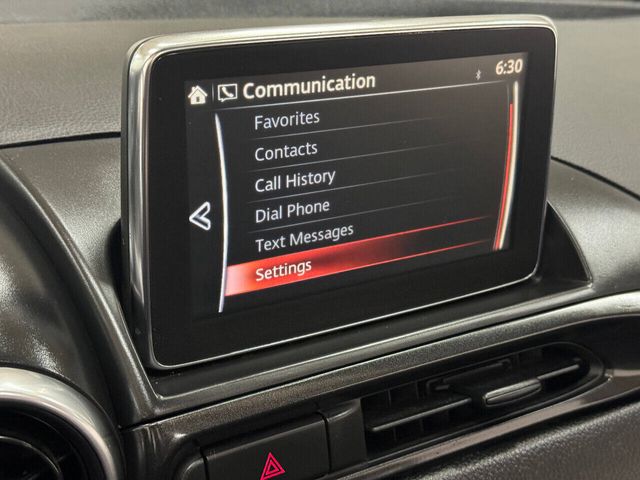 Communication 6:30
Favorites
Contacts
Call History
Dial Phone
Text Messages
Settings